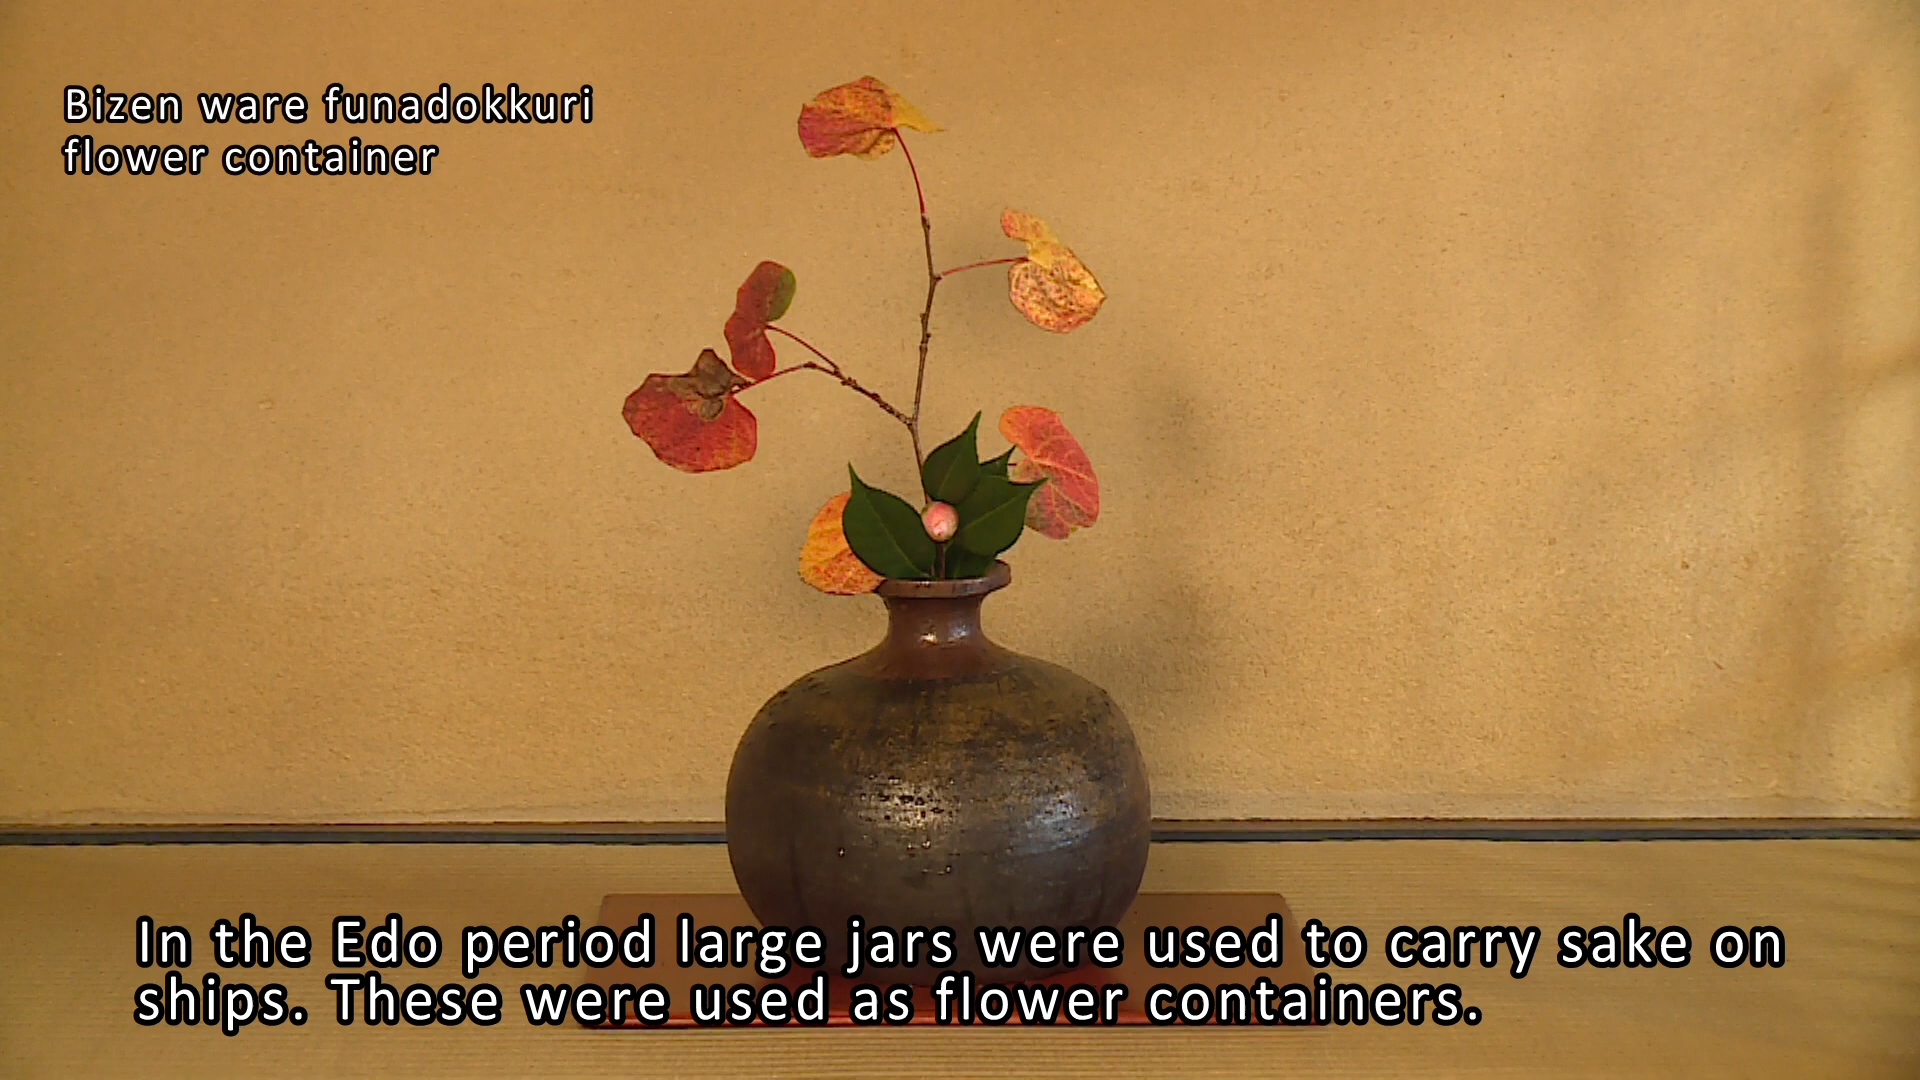 Bizen ware funadokkuri
flower container
In the Edo period large jars were used to carry sake on
ships. These were used as flower containers.